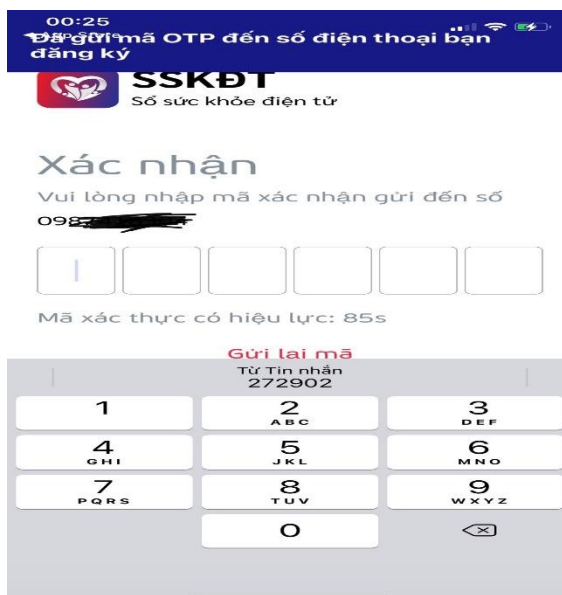 00:25
Đã gửi mã OTP đến số điện thoại bạn
đăng ký
SSKĐT
Sổ sức khỏe điện tử
Xác nhận
Vui lòng nhập mã xác nhận gửi đến số
098
Mã xác thực có hiệu lực: 85s
Gửi lại mã
Từ Tin nhắn
272902
1 2 3
ABC DEF
4 5 6
GHI JKL MNO
7 8 9
PQRS TUV WXYZ
0